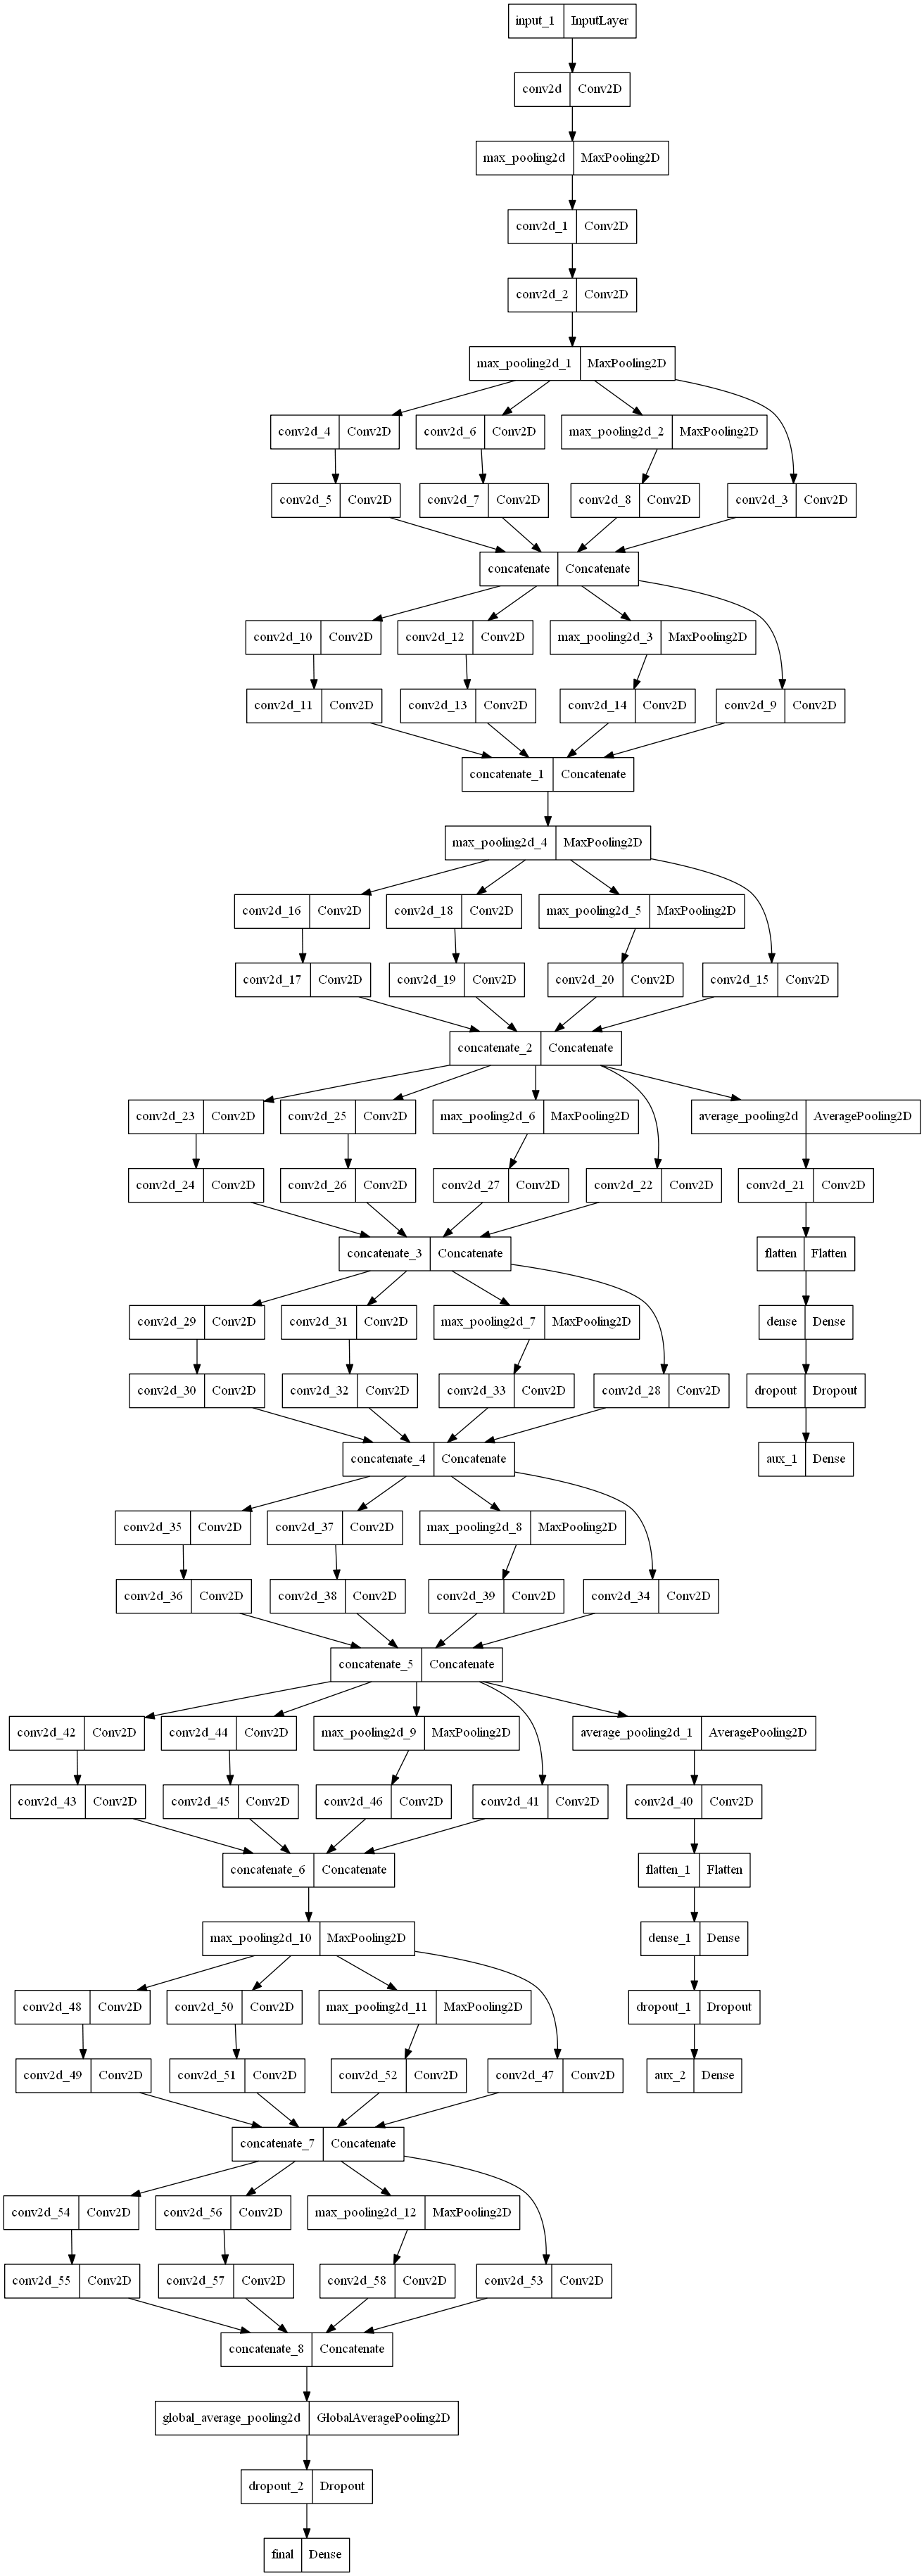 input_1 InputLayer
conv2d Conv2D
max_pooling2d MaxPooling2D
conv2d_1 Conv2D
conv2d_2 Conv2D
max_pooling2d_1 MaxPooling2D
conv2d_4 Conv2D conv2d_6 Conv2D max_pooling2d_2 MaxPooling2D
conv2d_5 Conv2D conv2d_7 Conv2D conv2d_8 Conv2D conv2d_3 Conv2D
concatenate Concatenate
conv2d_10 Conv2D conv2d_12 Conv2D max_pooling2d_3 MaxPooling2D
conv2d_11 Conv2D conv2d_13 Conv2D conv2d_14 Conv2D conv2d_9 Conv2D
concatenate_1 Concatenate
max_pooling2d_4 MaxPooling2D
conv2d_16 Conv2D conv2d_18 Conv2D max_pooling2d_5 MaxPooling2D
conv2d_17 Conv2D conv2d_19 Conv2D conv2d_20 Conv2D conv2d_15 Conv2D
concatenate_2 Concatenate
conv2d_23 Conv2D conv2d_25 Conv2D max_pooling2d_6 MaxPooling2D average_pooling2d AveragePooling2D
conv2d_24 Conv2D conv2d_26 Conv2D conv2d_27 Conv2D conv2d_22 Conv2D conv2d_21 Conv2D
concatenate_3 Concatenate flatten Flatten
conv2d_29 Conv2D conv2d_31 Conv2D max_pooling2d_7 MaxPooling2D dense Dense
conv2d_30 Conv2D conv2d_32 Conv2D conv2d_33 Conv2D conv2d_28 Conv2D dropout Dropout
concatenate_4 Concatenate aux_1 Dense
conv2d_35 Conv2D conv2d_37 Conv2D max_pooling2d_8 MaxPooling2D
conv2d_36 Conv2D conv2d_38 Conv2D conv2d_39 Conv2D conv2d_34 Conv2D
concatenate_5 Concatenate
conv2d_42 Conv2D conv2d_44 Conv2D max_pooling2d_9 MaxPooling2D average_pooling2d_1 AveragePooling2D
conv2d_43 Conv2D conv2d_45 Conv2D conv2d_46 Conv2D conv2d_41 Conv2D conv2d_40 Conv2D
concatenate_6 Concatenate flatten_1 Flatten
max_pooling2d_10 MaxPooling2D dense_1 Dense
conv2d_48 Conv2D conv2d_50 Conv2D max_pooling2d_11 MaxPooling2D dropout_1 Dropout
conv2d_49 Conv2D conv2d_51 Conv2D conv2d_52 Conv2D conv2d_47 Conv2D aux_2 Dense
concatenate_7 Concatenate
conv2d_54 Conv2D conv2d_56 Conv2D max_pooling2d_12 MaxPooling2D
conv2d_55 Conv2D conv2d_57 Conv2D conv2d_58 Conv2D conv2d_53 Conv2D
concatenate_8 Concatenate
global_average_pooling2d GlobalAveragePooling2D
dropout_2 Dropout
final Dense